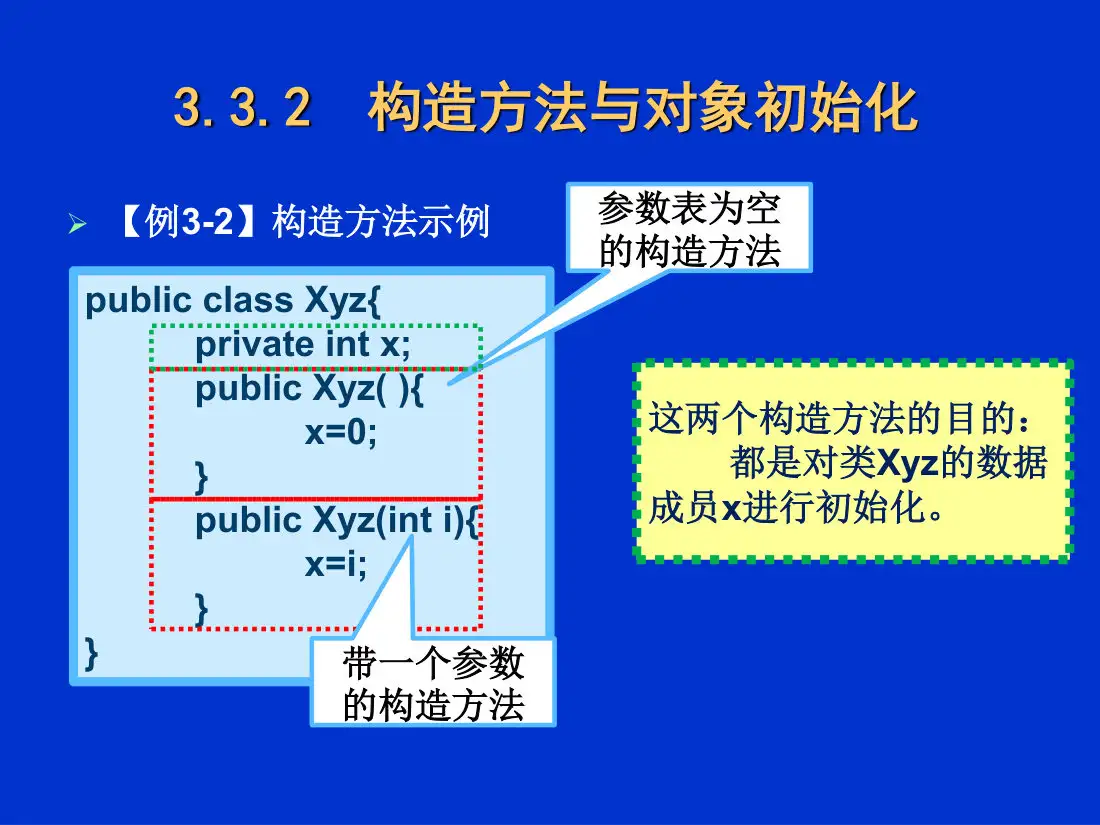 3.3.2 构造方法与对象初始化
【例3-2】构造方法示例
参数表为空
的构造方法
public class Xyz{
private int x;
public Xyz( ){
x=0;
}
public Xyz(int i){
x=i;
}
}
带一个参数
的构造方法
这两个构造方法的目的：
都是对类Xyz的数据
成员x进行初始化。